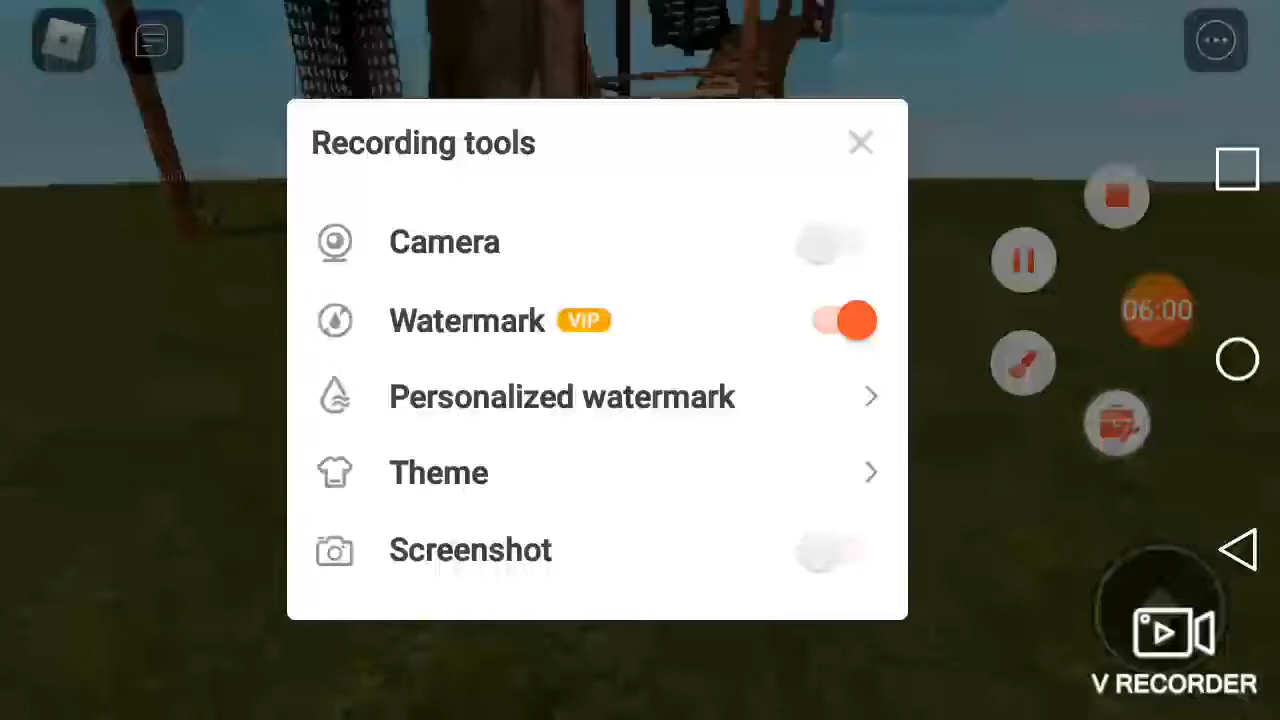 Recording tools
Camera
Watermark VIP
Personalized watermark
Theme
Screenshot
06:00
V RECORDER